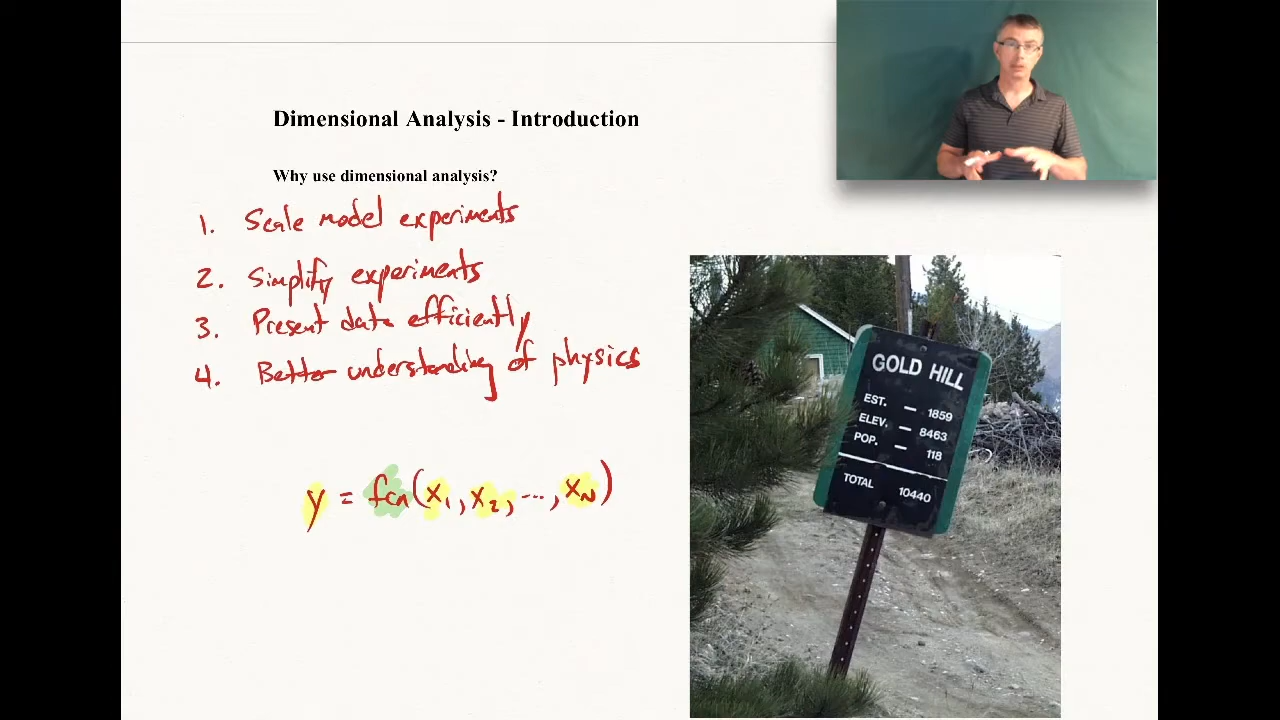 Dimensional Analysis - Introduction
Why use dimensional analysis?
1. Scale model experiments
2. Simplify experiments
3. Present data efficiently
4. Better understanding of physics
y = fcn(x₁, x₂, ..., x_N)
GOLD HILL
EST. — 1859
ELEV. — 8463
POP. — 118
TOTAL 10440